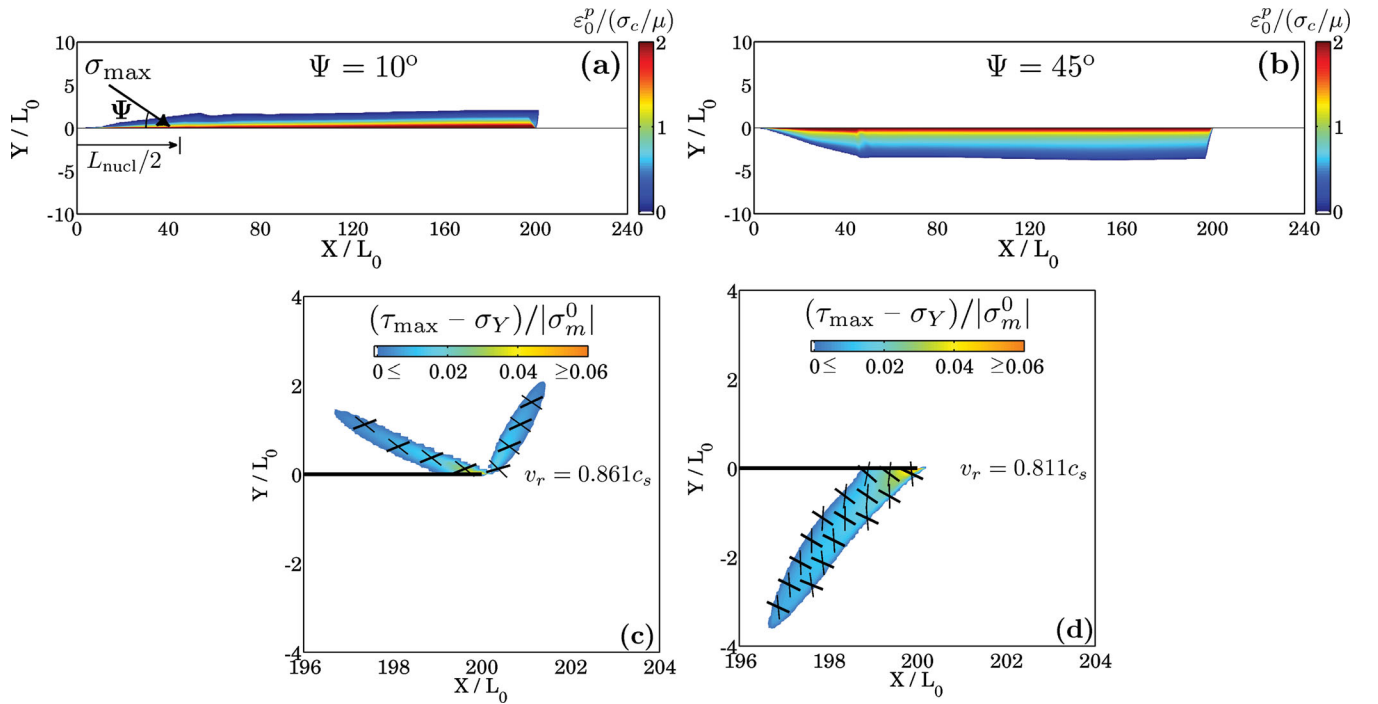 ε₀ᵖ/(σ_c/μ)
10
5
0
-5
-10
Y / L₀
Ψ = 10°
(a)
σ_max
Ψ
L_nucl/2
0 40 80 120 160 200 240
X / L₀
2
1
0
ε₀ᵖ/(σ_c/μ)
10
5
0
-5
-10
Y / L₀
Ψ = 45°
(b)
0 40 80 120 160 200 240
X / L₀
2
1
0
4
2
0
-2
-4
Y / L₀
(τ_max − σ_Y)/|σ_m⁰|
0≤ 0.02 0.04 ≥0.06
v_r = 0.861c_s
(c)
196 198 200 202 204
X / L₀
4
2
0
-2
-4
Y / L₀
(τ_max − σ_Y)/|σ_m⁰|
0≤ 0.02 0.04 ≥0.06
v_r = 0.811c_s
(d)
196 198 200 202 204
X / L₀